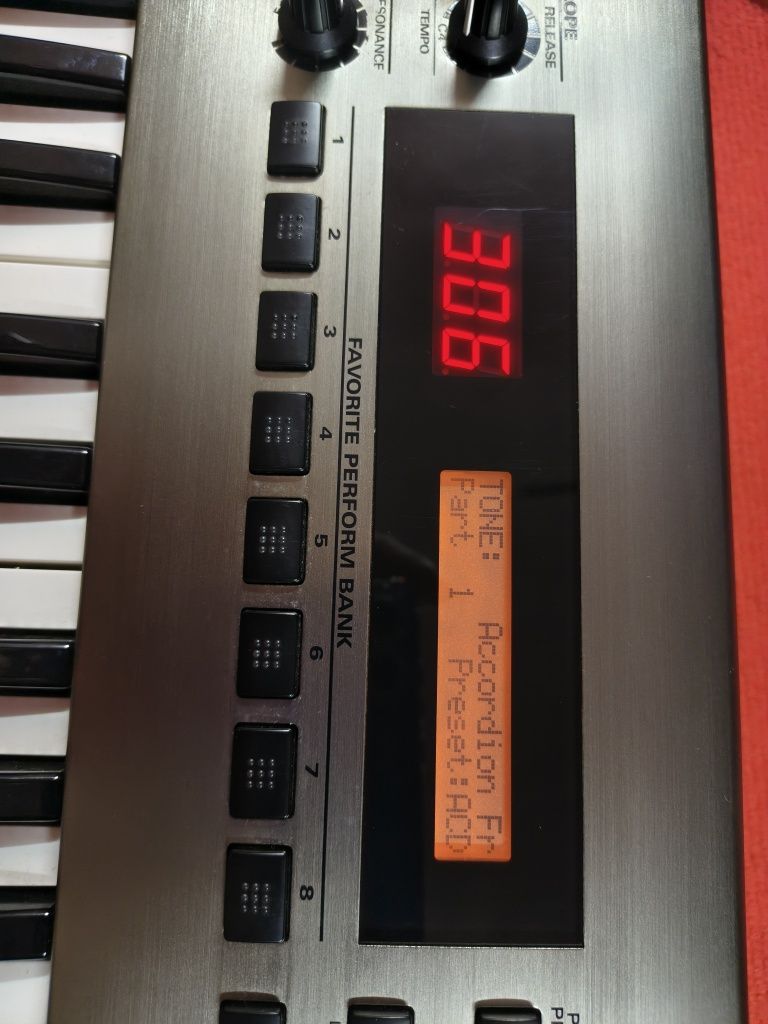 RELEASE
C4
TEMPO
306
TONE: Accordion Fr
Part 1 Preset:ACD
FAVORITE PERFORM BANK
1 2 3 4 5 6 7 8